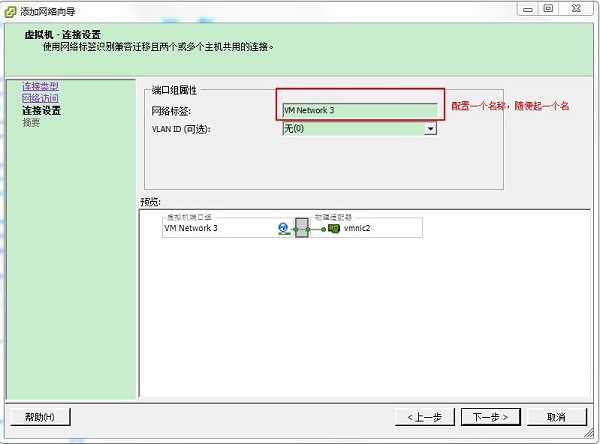 添加网络向导
虚拟机 - 连接设置
使用网络标签识别兼容迁移且两个或多个主机共用的连接。
连接类型
网络访问
连接设置
摘要
端口组属性
网络标签:
VM Network 3
配置一个名称，随便起一个名
VLAN ID (可选):
无(0)
预览:
虚拟机端口组
物理适配器
VM Network 3
vmnic2
帮助(H)
< 上一步
下一步 >
取消